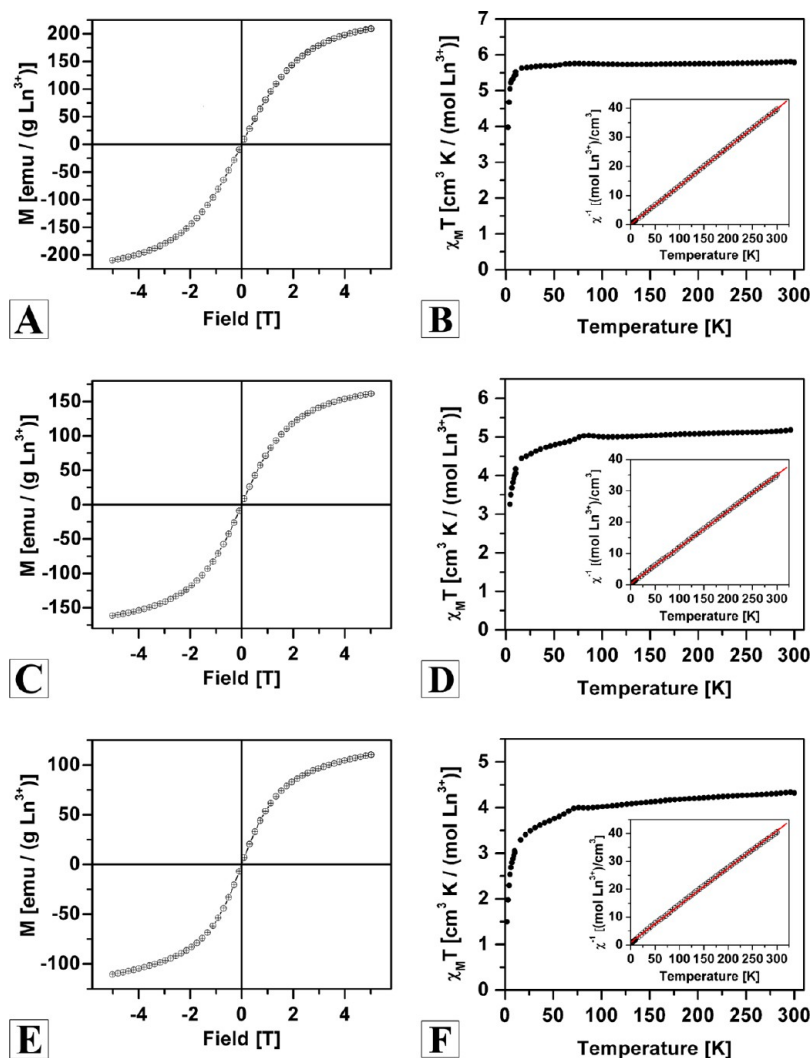 200
150
100
50
0
-50
-100
-150
-200
M [emu / (g Ln³⁺)]
-4 -2 0 2 4
Field [T]
A
7
6
5
4
3
2
1
0
χ_M T [cm³ K / (mol Ln³⁺)]
0 50 100 150 200 250 300
Temperature [K]
40
30
20
10
0
χ⁻¹ [(mol Ln³⁺)/cm³]
0 50 100 150 200 250 300
Temperature [K]
B
150
100
50
0
-50
-100
-150
M [emu / (g Ln³⁺)]
-4 -2 0 2 4
Field [T]
C
6
5
4
3
2
1
0
χ_M T [cm³ K / (mol Ln³⁺)]
0 50 100 150 200 250 300
Temperature [K]
40
30
20
10
0
χ⁻¹ [(mol Ln³⁺)/cm³]
0 50 100 150 200 250 300
Temperature [K]
D
100
50
0
-50
-100
M [emu / (g Ln³⁺)]
-4 -2 0 2 4
Field [T]
E
5
4
3
2
1
0
χ_M T [cm³ K / (mol Ln³⁺)]
0 50 100 150 200 250 300
Temperature [K]
40
30
20
10
0
χ⁻¹ [(mol Ln³⁺)/cm³]
0 50 100 150 200 250 300
Temperature [K]
F